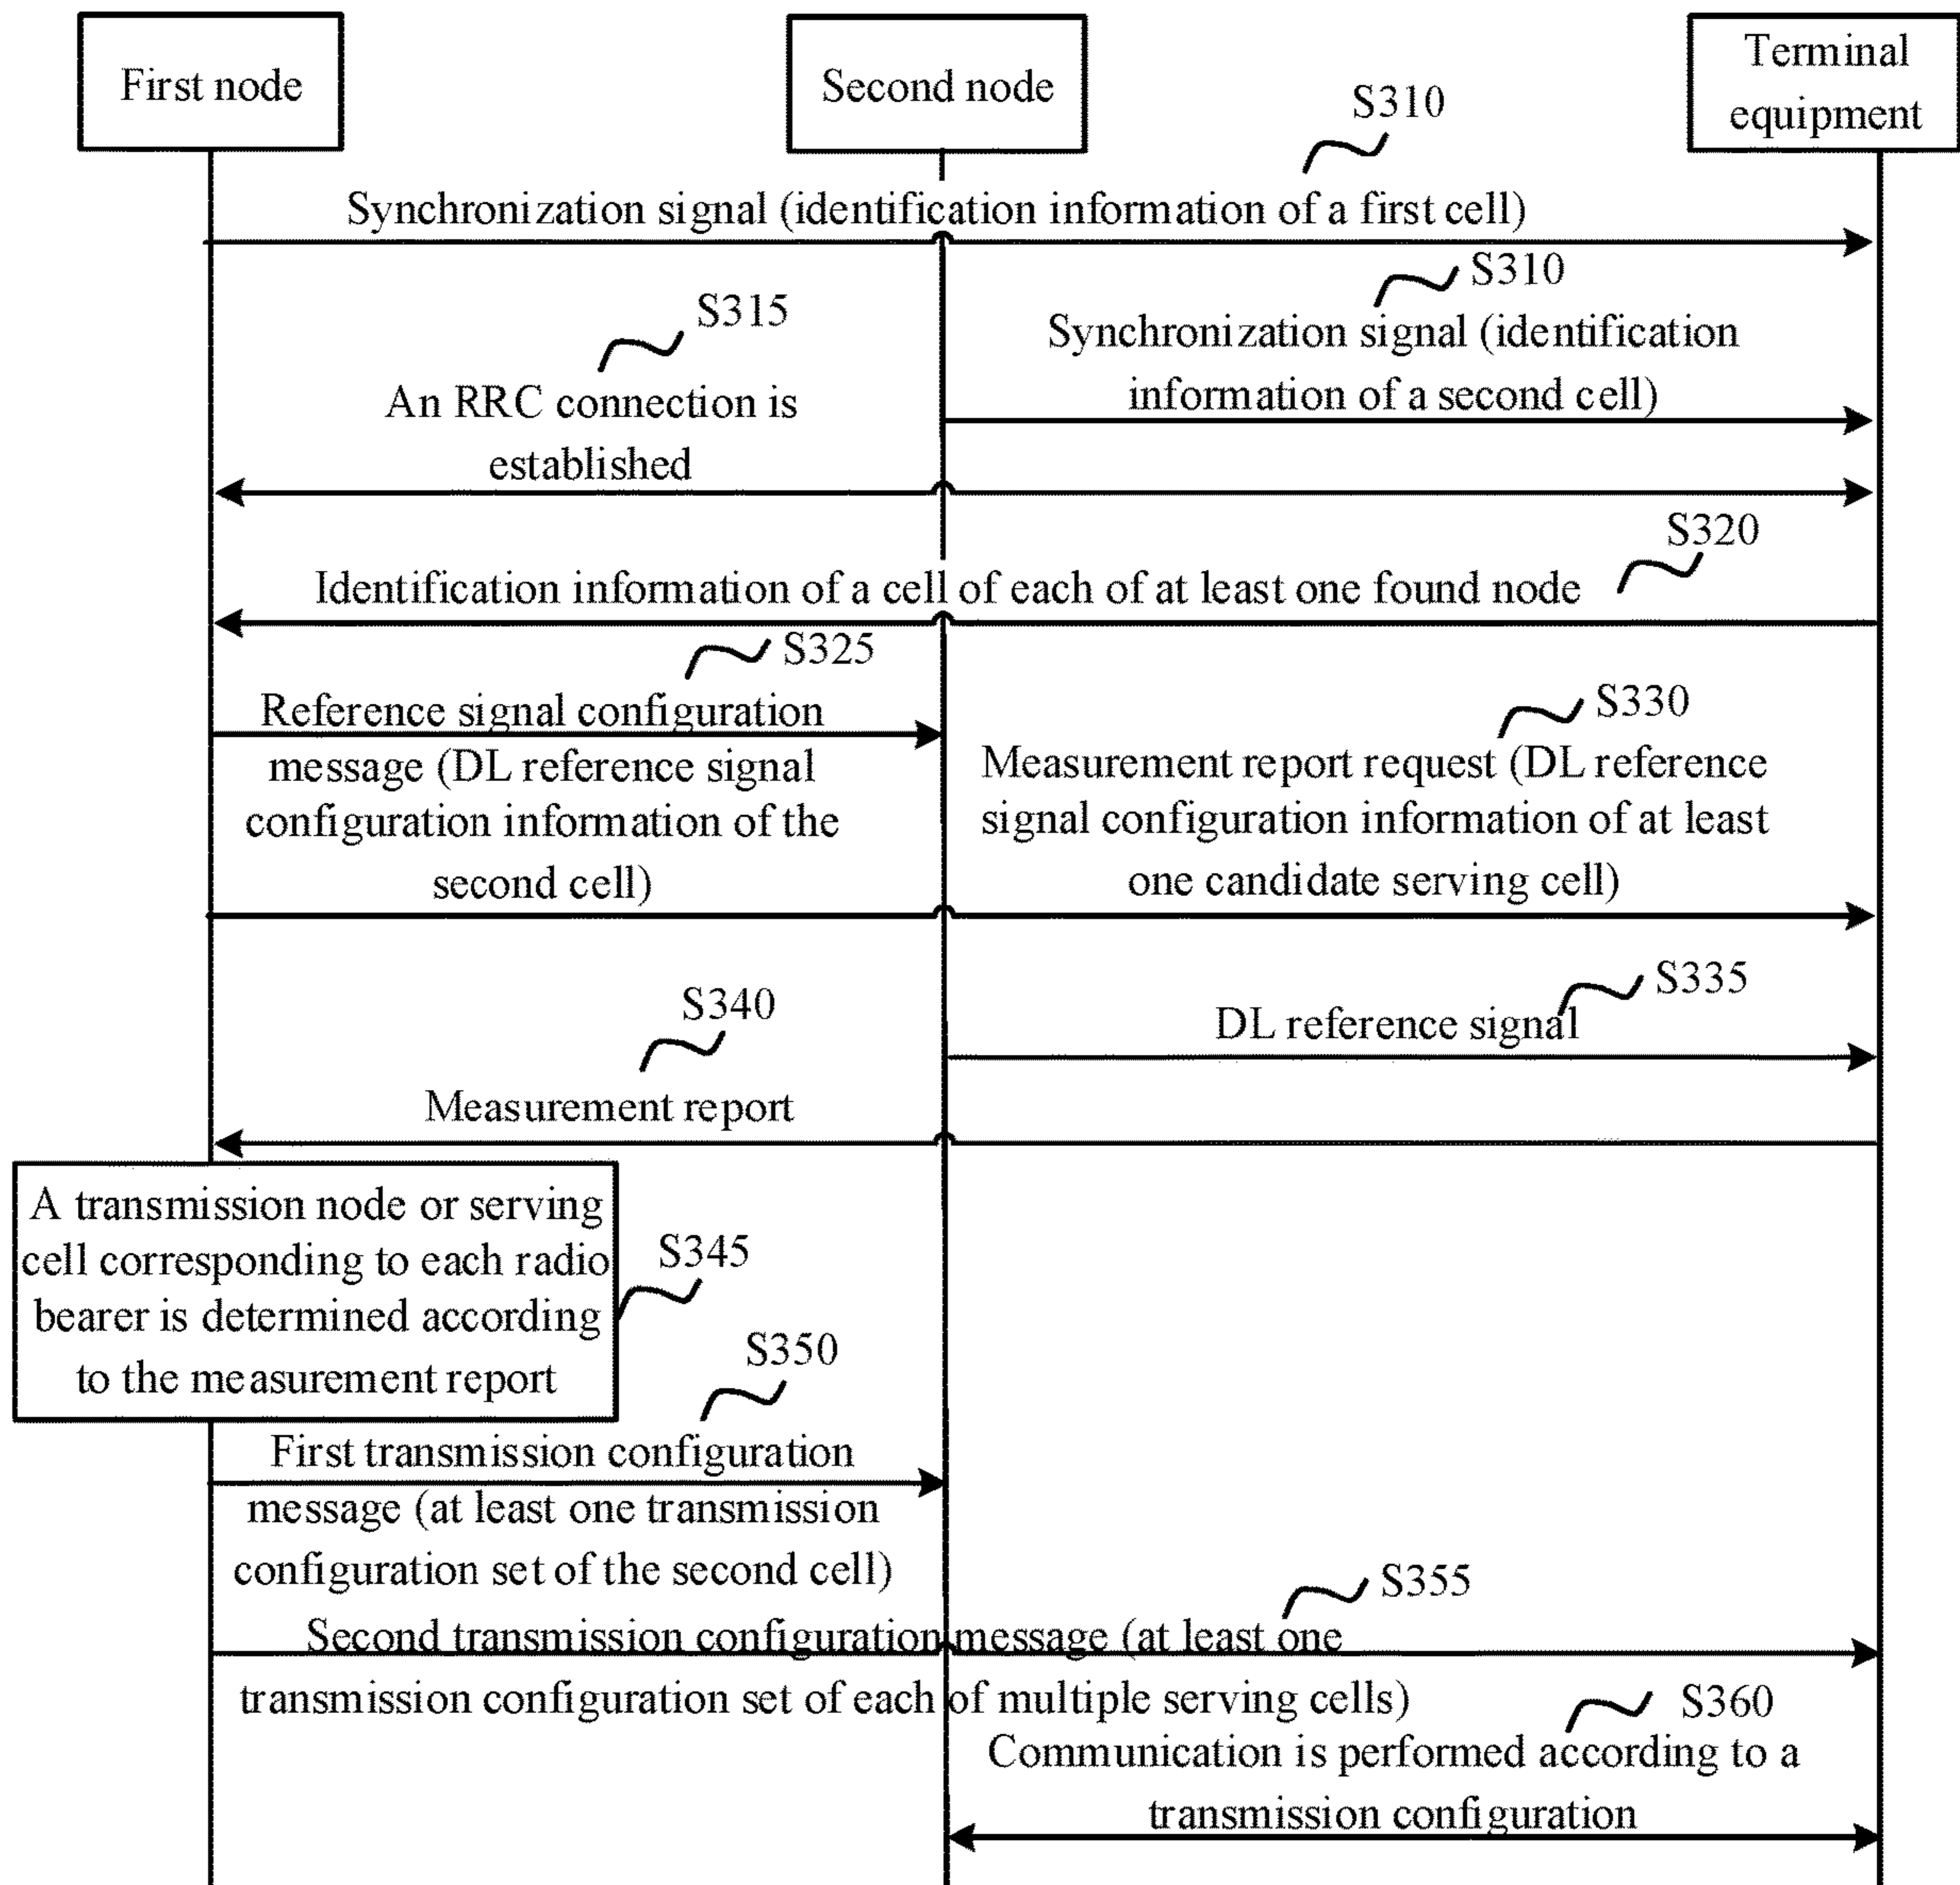 First node
Second node
Terminal
equipment
S310
Synchronization signal (identification information of a first cell)
S310
Synchronization signal (identification
information of a second cell)
S315
An RRC connection is
established
S320
Identification information of a cell of each of at least one found node
S325
Reference signal configuration
message (DL reference signal
configuration information of the
second cell)
S330
Measurement report request (DL reference
signal configuration information of at least
one candidate serving cell)
S335
DL reference signal
S340
Measurement report
A transmission node or serving
cell corresponding to each radio
bearer is determined according
to the measurement report
S345
S350
First transmission configuration
message (at least one transmission
configuration set of the second cell)
S355
Second transmission configuration message (at least one
transmission configuration set of each of multiple serving cells)
S360
Communication is performed according to a
transmission configuration